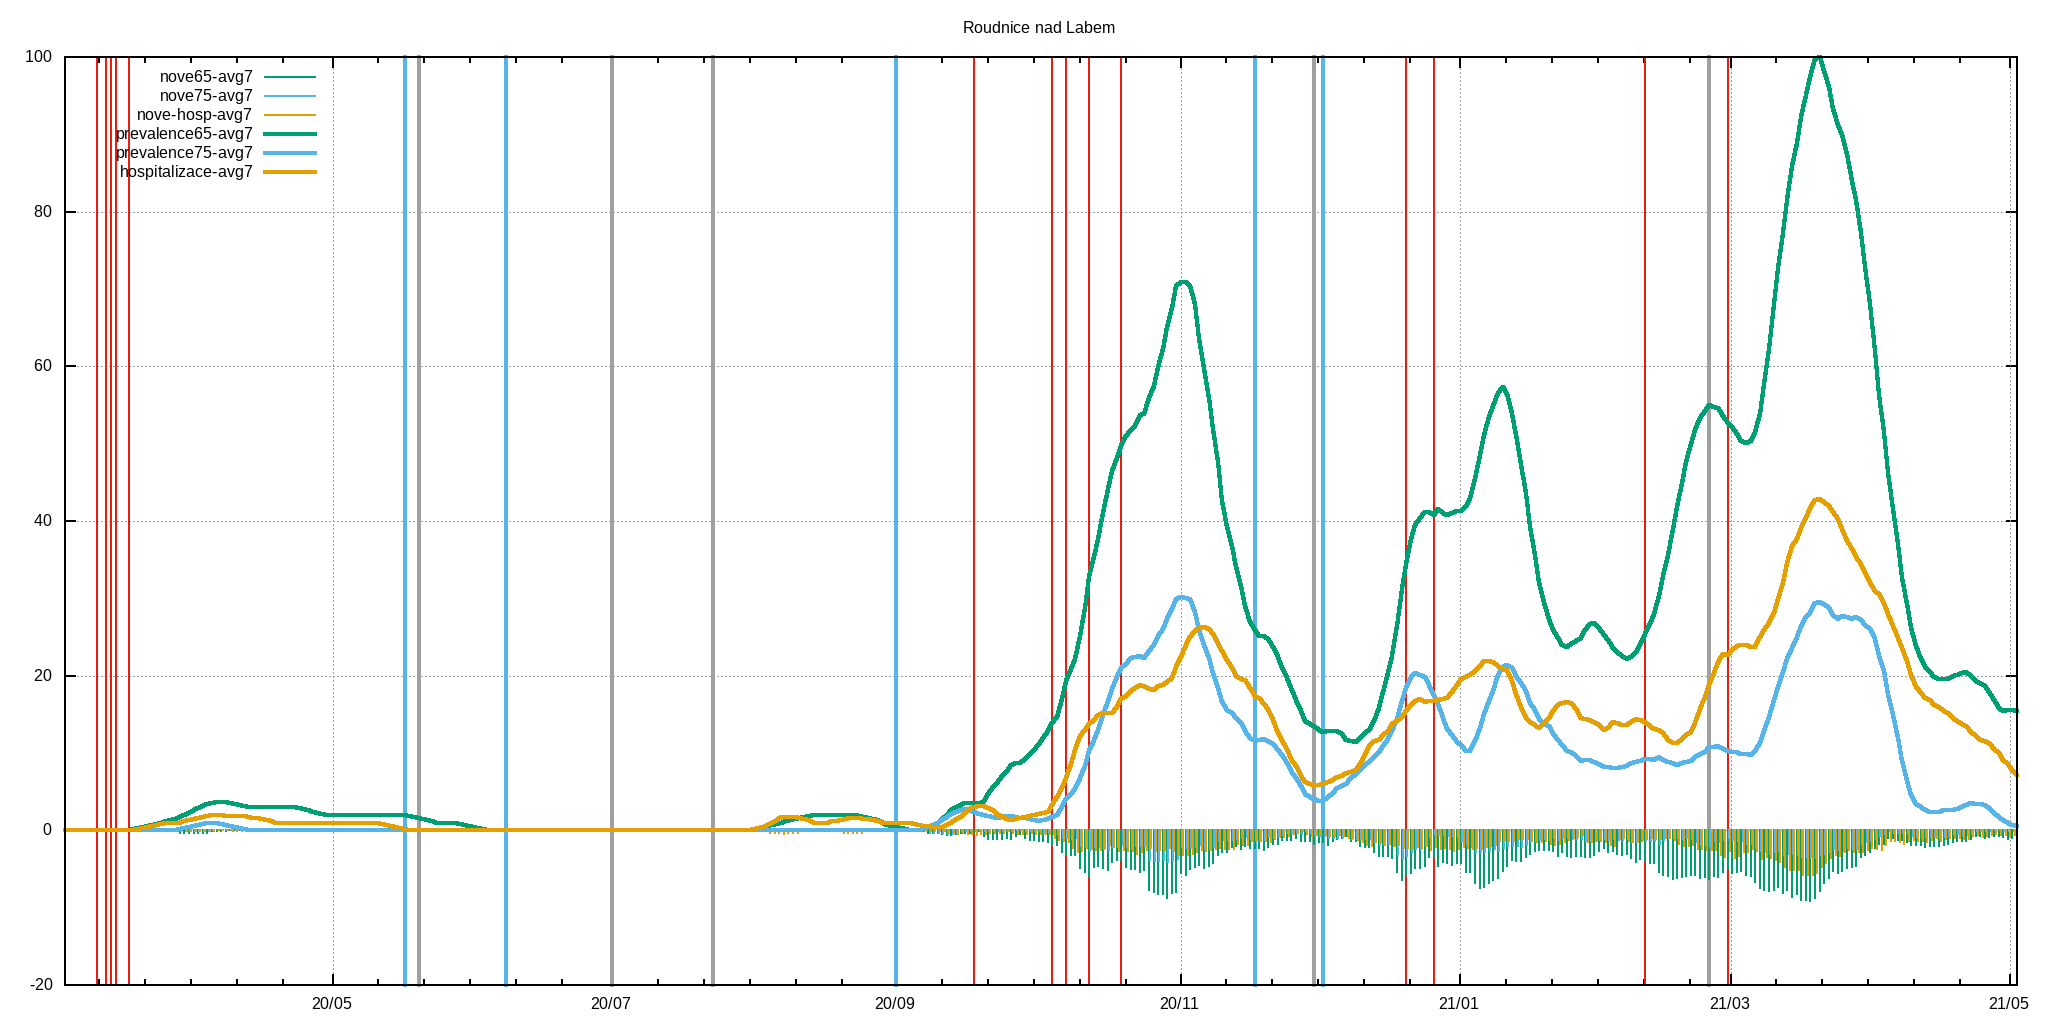 Roudnice nad Labem
100
80
60
40
20
0
-20
nove65-avg7
nove75-avg7
nove-hosp-avg7
prevalence65-avg7
prevalence75-avg7
hospitalizace-avg7
20/05 20/07 20/09 20/11 21/01 21/03 21/05